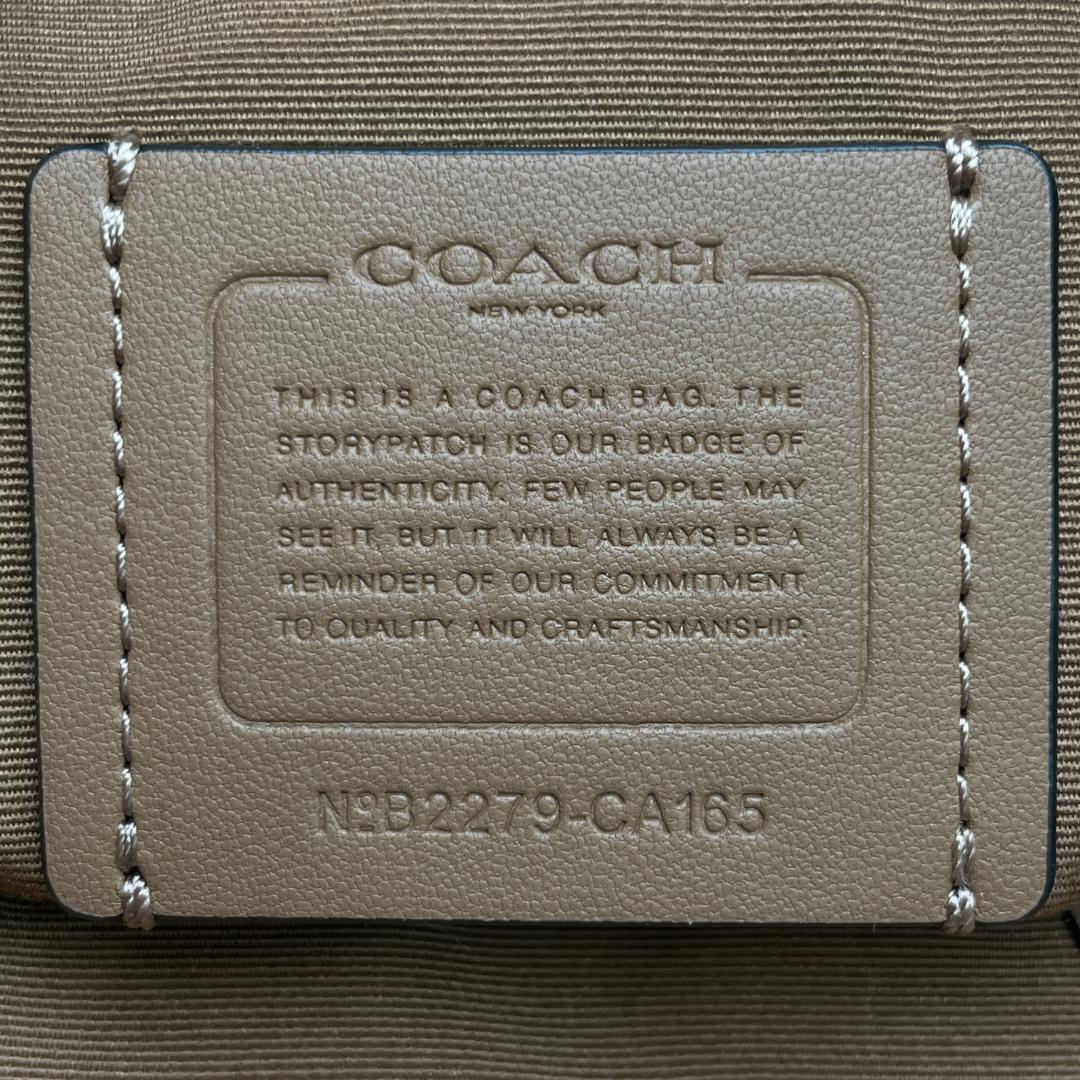 COACH
NEW YORK
THIS IS A COACH BAG. THE
STORYPATCH IS OUR BADGE OF
AUTHENTICITY. FEW PEOPLE MAY
SEE IT, BUT IT WILL ALWAYS BE A
REMINDER OF OUR COMMITMENT
TO QUALITY AND CRAFTSMANSHIP.
NºB2279-CA165